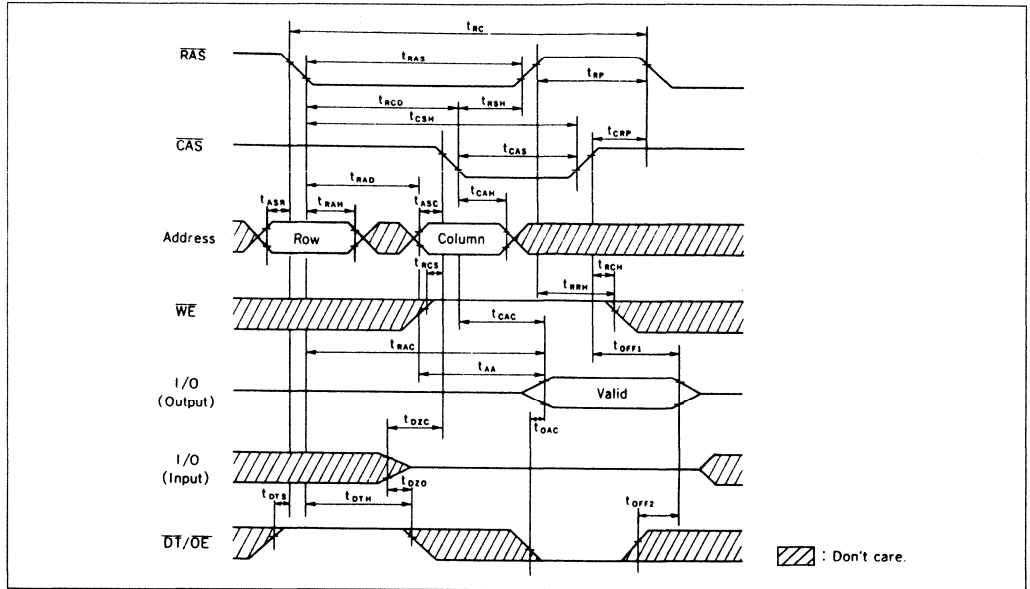 tRC
RAS
tRAS
tRP
tRCD
tRSH
tCSH
tCRP
CAS
tCAS
tRAD
tCAH
tASR
tRAH
tASC
Address
Row
Column
tRCS
tRCH
tRRH
WE
tCAC
tRAC
tOFF1
tAA
I/O
(Output)
Valid
tDZC
tOAC
I/O
(Input)
tDZO
tDTS
tDTH
tOFF2
DT/OE
: Don't care.